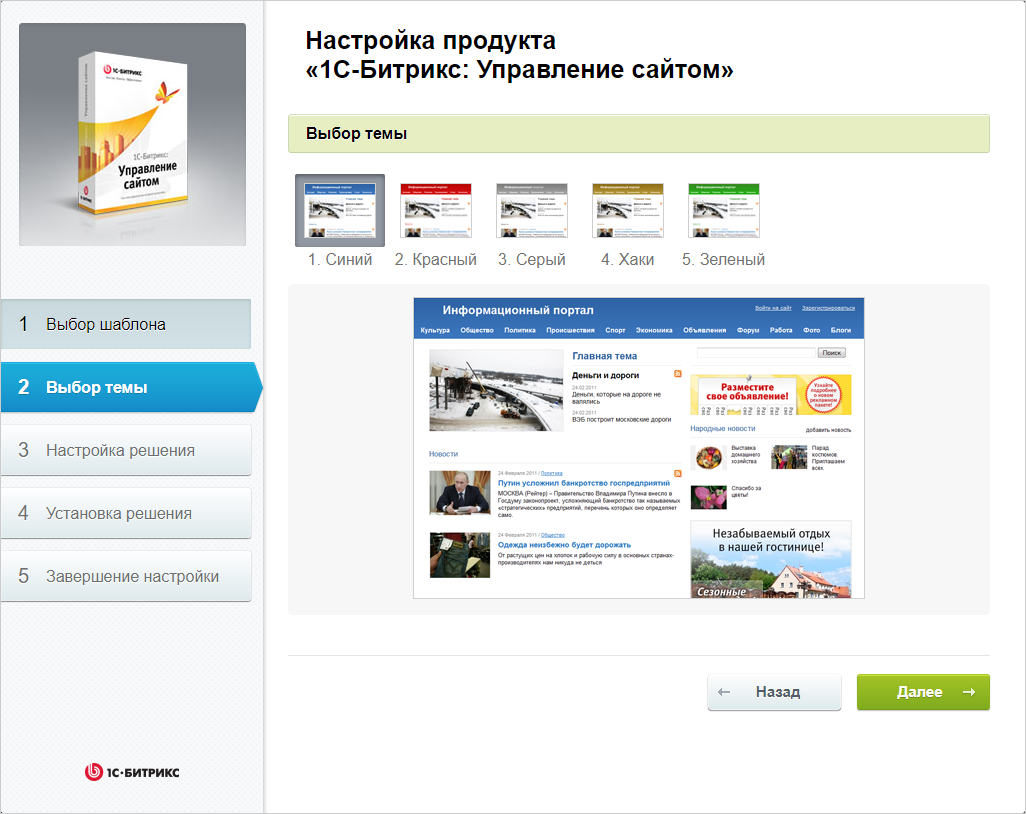 Настройка продукта
«1С-Битрикс: Управление сайтом»
1С-БИТРИКС
1С-Битрикс:
Управление
сайтом
Выбор темы
1. Синий
2. Красный
3. Серый
4. Хаки
5. Зеленый
1 Выбор шаблона
2 Выбор темы
3 Настройка решения
4 Установка решения
5 Завершение настройки
Информационный портал
Войти на сайт Зарегистрироваться
Культура Общество Политика Происшествия Спорт Экономика Объявления Форум Работа Фото Блоги
Поиск
Главная тема
Деньги и дороги
24.02.2011
Деньги, которые на дороге не
валялись
24.02.2011
ВЭБ построит московские дороги
Разместите
свое объявление!
Узнайте
подробнее
о новом
рекламном
пакете!
Народные новости
добавить новость
Выставка
домашнего
хозяйства
Парад
костюмов.
Приглашаем
всех.
Спасибо за
цветы!
Новости
24 Февраля 2011 / Политика
Путин усложнил банкротство госпредприятий
МОСКВА (Рейтер) – Правительство Владимира Путина внесло в
Госдуму законопроект, усложняющий банкротство так называемых
«стратегических» предприятий, перечень которых оно определяет
само.
24 Февраля 2011 / Общество
Одежда неизбежно будет дорожать
От растущих цен на хлопок и рабочую силу в основных странах-
производителях нам никуда не деться
Незабываемый отдых
в нашей гостинице!
Сезонные
← Назад
Далее →
1С·БИТРИКС